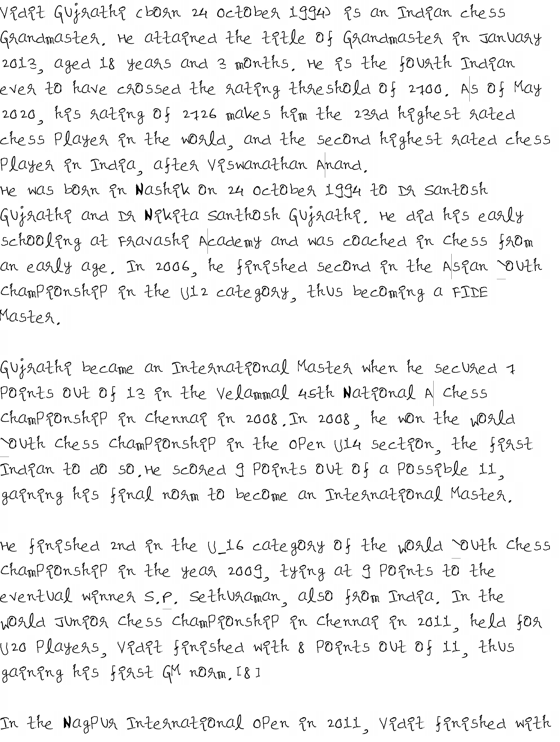 Vidit Gujrathi (born 24 October 1994) is an Indian chess
Grandmaster. He attained the title of Grandmaster in January
2013, aged 18 years and 3 months. He is the fourth Indian
ever to have crossed the rating threshold of 2700. As of May
2020, his rating of 2726 makes him the 23rd highest rated
chess Player in the world, and the second highest rated chess
Player in India, after Viswanathan Anand.
He was born in Nashik on 24 October 1994 to Dr Santosh
Gujrathi and Dr Nikita Santhosh Gujrathi. He did his early
schooling at Fravashi Academy and was coached in Chess from
an early age. In 2006, he finished second in the Asian Youth
ChamPionshiP in the U12 category, thus becoming a FIDE
Master.
Gujrathi became an International Master when he secured 7
Points out of 13 in the Velammal 45th National A Chess
ChamPionshiP in Chennai in 2008.In 2008, he won the World
Youth Chess ChamPionshiP in the oPen U14 section, the first
Indian to do so.He scored 9 Points out of a Possible 11,
gaining his final norm to become an International Master.
He finished 2nd in the U_16 category of the World Youth Chess
ChamPionshiP in the year 2009, tying at 9 Points to the
eventual winner S.P. Sethuraman, also from India. In the
World Junior Chess ChamPionshiP in Chennai in 2011, held for
U20 Players, Vidit finished with 8 Points out of 11, thus
gaining his first GM norm.[8]
In the NagPur International oPen in 2011, Vidit finished with